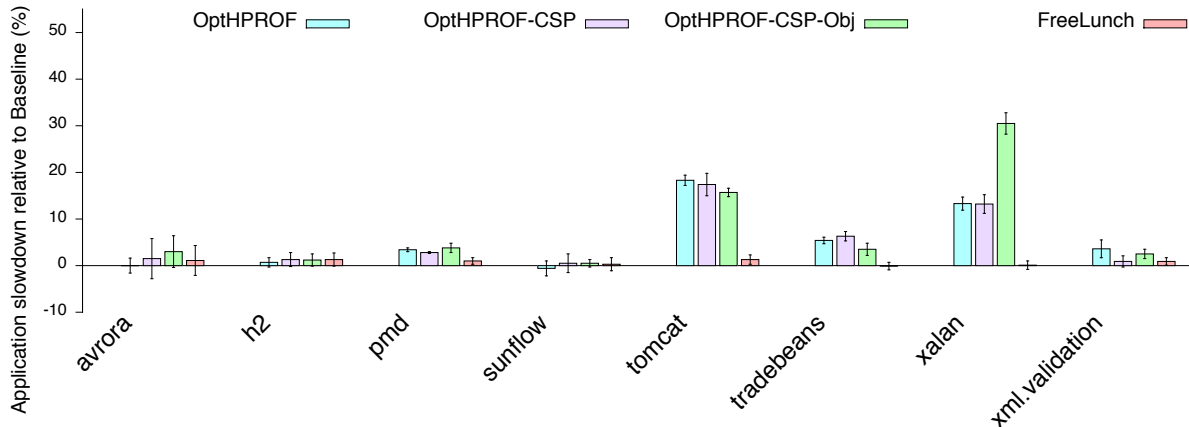 Application slowdown relative to Baseline (%)
OptHPROF
OptHPROF-CSP
OptHPROF-CSP-Obj
FreeLunch
50
40
30
20
10
0
-10
avrora
h2
pmd
sunflow
tomcat
tradebeans
xalan
xml.validation